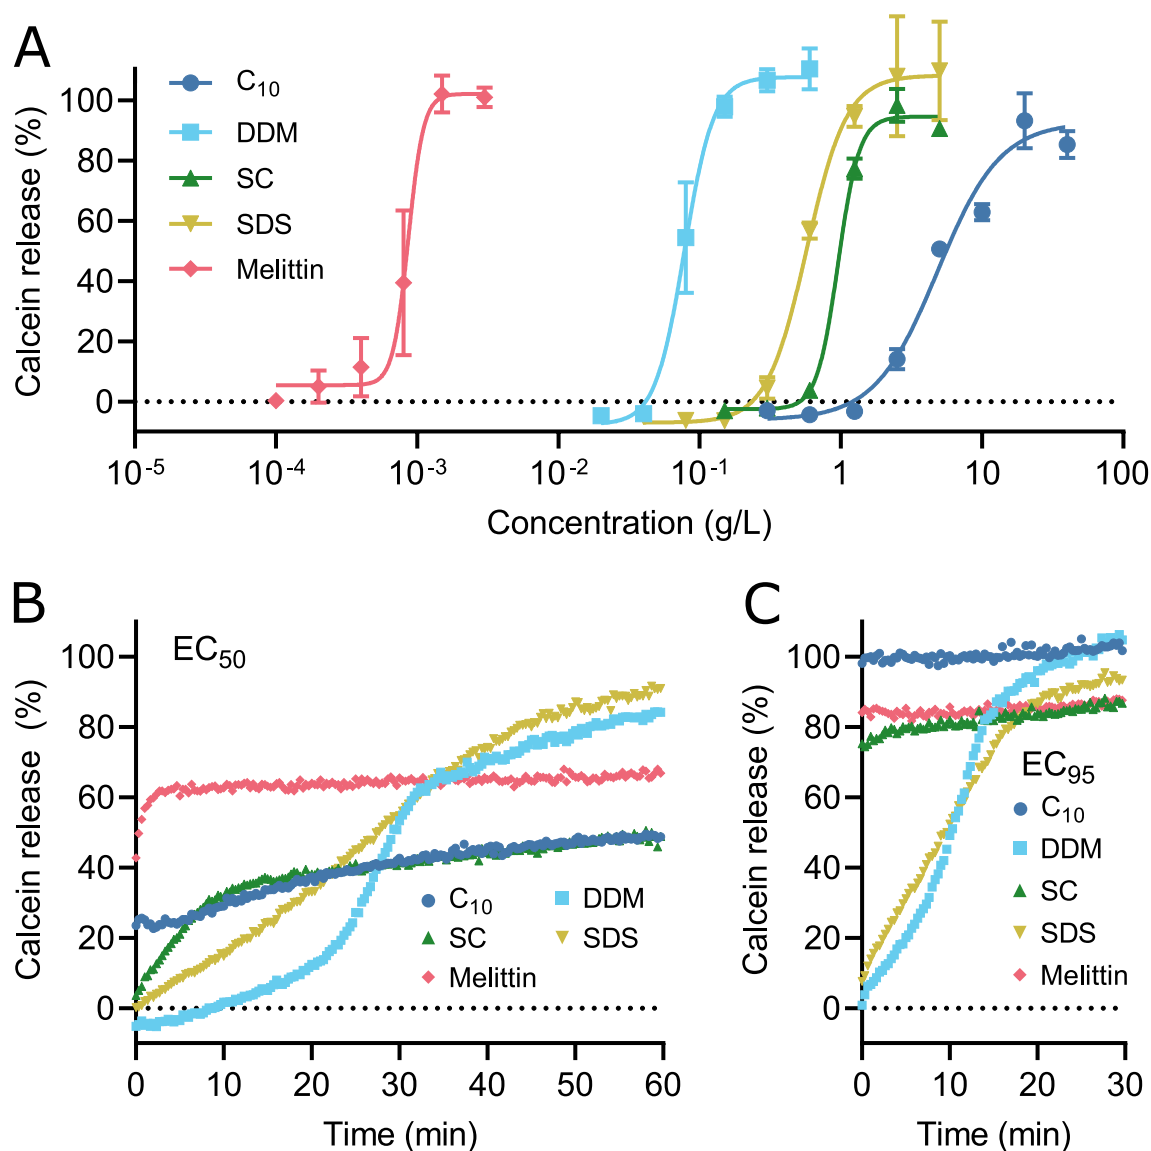 A
Calcein release (%)
100
80
60
40
20
0
C₁₀
DDM
SC
SDS
Melittin
10⁻⁵ 10⁻⁴ 10⁻³ 10⁻² 10⁻¹ 1 10 100
Concentration (g/L)
B
EC₅₀
Calcein release (%)
100
80
60
40
20
0
C₁₀ DDM
SC SDS
Melittin
0 10 20 30 40 50 60
Time (min)
C
Calcein release (%)
100
80
60
40
20
0
EC₉₅
C₁₀
DDM
SC
SDS
Melittin
0 10 20 30
Time (min)